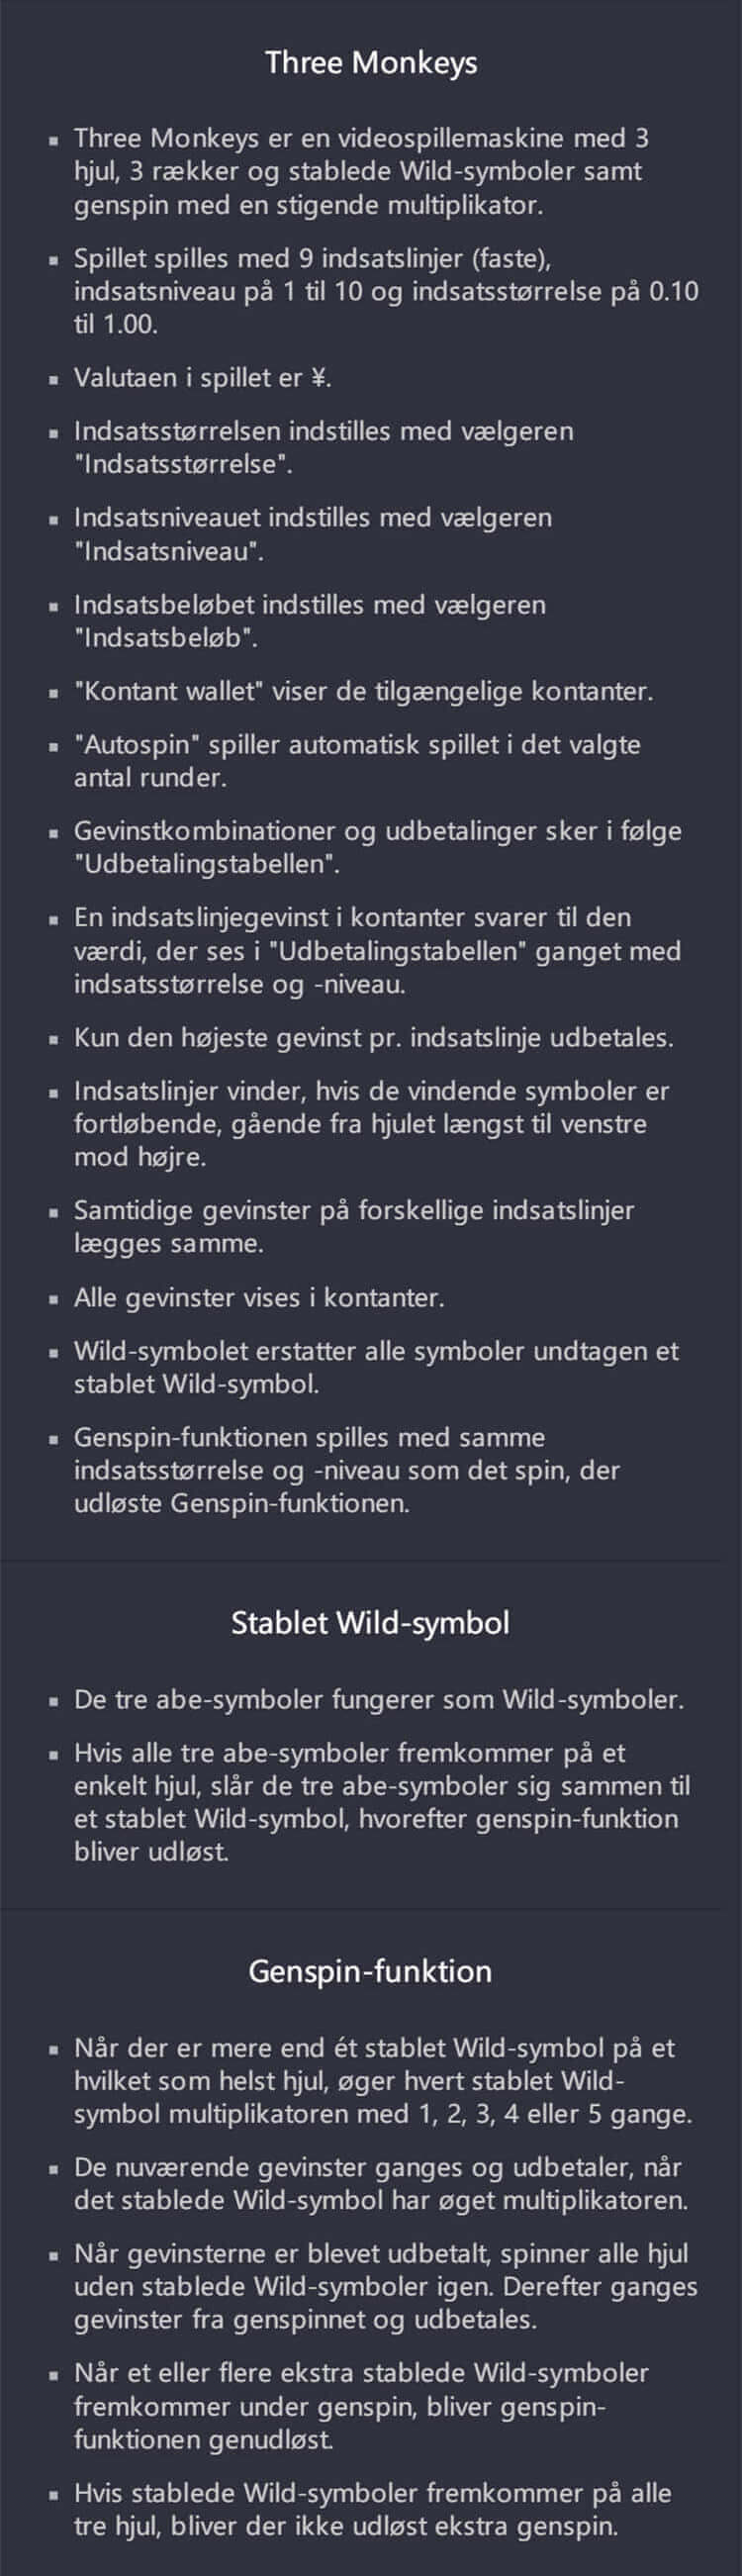 Three Monkeys
▪ Three Monkeys er en videospillemaskine med 3
hjul, 3 rækker og stablede Wild-symboler samt
genspin med en stigende multiplikator.
▪ Spillet spilles med 9 indsatslinjer (faste),
indsatsniveau på 1 til 10 og indsatsstørrelse på 0.10
til 1.00.
▪ Valutaen i spillet er ¥.
▪ Indsatsstørrelsen indstilles med vælgeren
"Indsatsstørrelse".
▪ Indsatsniveauet indstilles med vælgeren
"Indsatsniveau".
▪ Indsatsbeløbet indstilles med vælgeren
"Indsatsbeløb".
▪ "Kontant wallet" viser de tilgængelige kontanter.
▪ "Autospin" spiller automatisk spillet i det valgte
antal runder.
▪ Gevinstkombinationer og udbetalinger sker i følge
"Udbetalingstabellen".
▪ En indsatslinjegevinst i kontanter svarer til den
værdi, der ses i "Udbetalingstabellen" ganget med
indsatsstørrelse og -niveau.
▪ Kun den højeste gevinst pr. indsatslinje udbetales.
▪ Indsatslinjer vinder, hvis de vindende symboler er
fortløbende, gående fra hjulet længst til venstre
mod højre.
▪ Samtidige gevinster på forskellige indsatslinjer
lægges samme.
▪ Alle gevinster vises i kontanter.
▪ Wild-symbolet erstatter alle symboler undtagen et
stablet Wild-symbol.
▪ Genspin-funktionen spilles med samme
indsatsstørrelse og -niveau som det spin, der
udløste Genspin-funktionen.
Stablet Wild-symbol
▪ De tre abe-symboler fungerer som Wild-symboler.
▪ Hvis alle tre abe-symboler fremkommer på et
enkelt hjul, slår de tre abe-symboler sig sammen til
et stablet Wild-symbol, hvorefter genspin-funktion
bliver udløst.
Genspin-funktion
▪ Når der er mere end ét stablet Wild-symbol på et
hvilket som helst hjul, øger hvert stablet Wild-
symbol multiplikatoren med 1, 2, 3, 4 eller 5 gange.
▪ De nuværende gevinster ganges og udbetaler, når
det stablede Wild-symbol har øget multiplikatoren.
▪ Når gevinsterne er blevet udbetalt, spinner alle hjul
uden stablede Wild-symboler igen. Derefter ganges
gevinster fra genspinnet og udbetales.
▪ Når et eller flere ekstra stablede Wild-symboler
fremkommer under genspin, bliver genspin-
funktionen genudløst.
▪ Hvis stablede Wild-symboler fremkommer på alle
tre hjul, bliver der ikke udløst ekstra genspin.